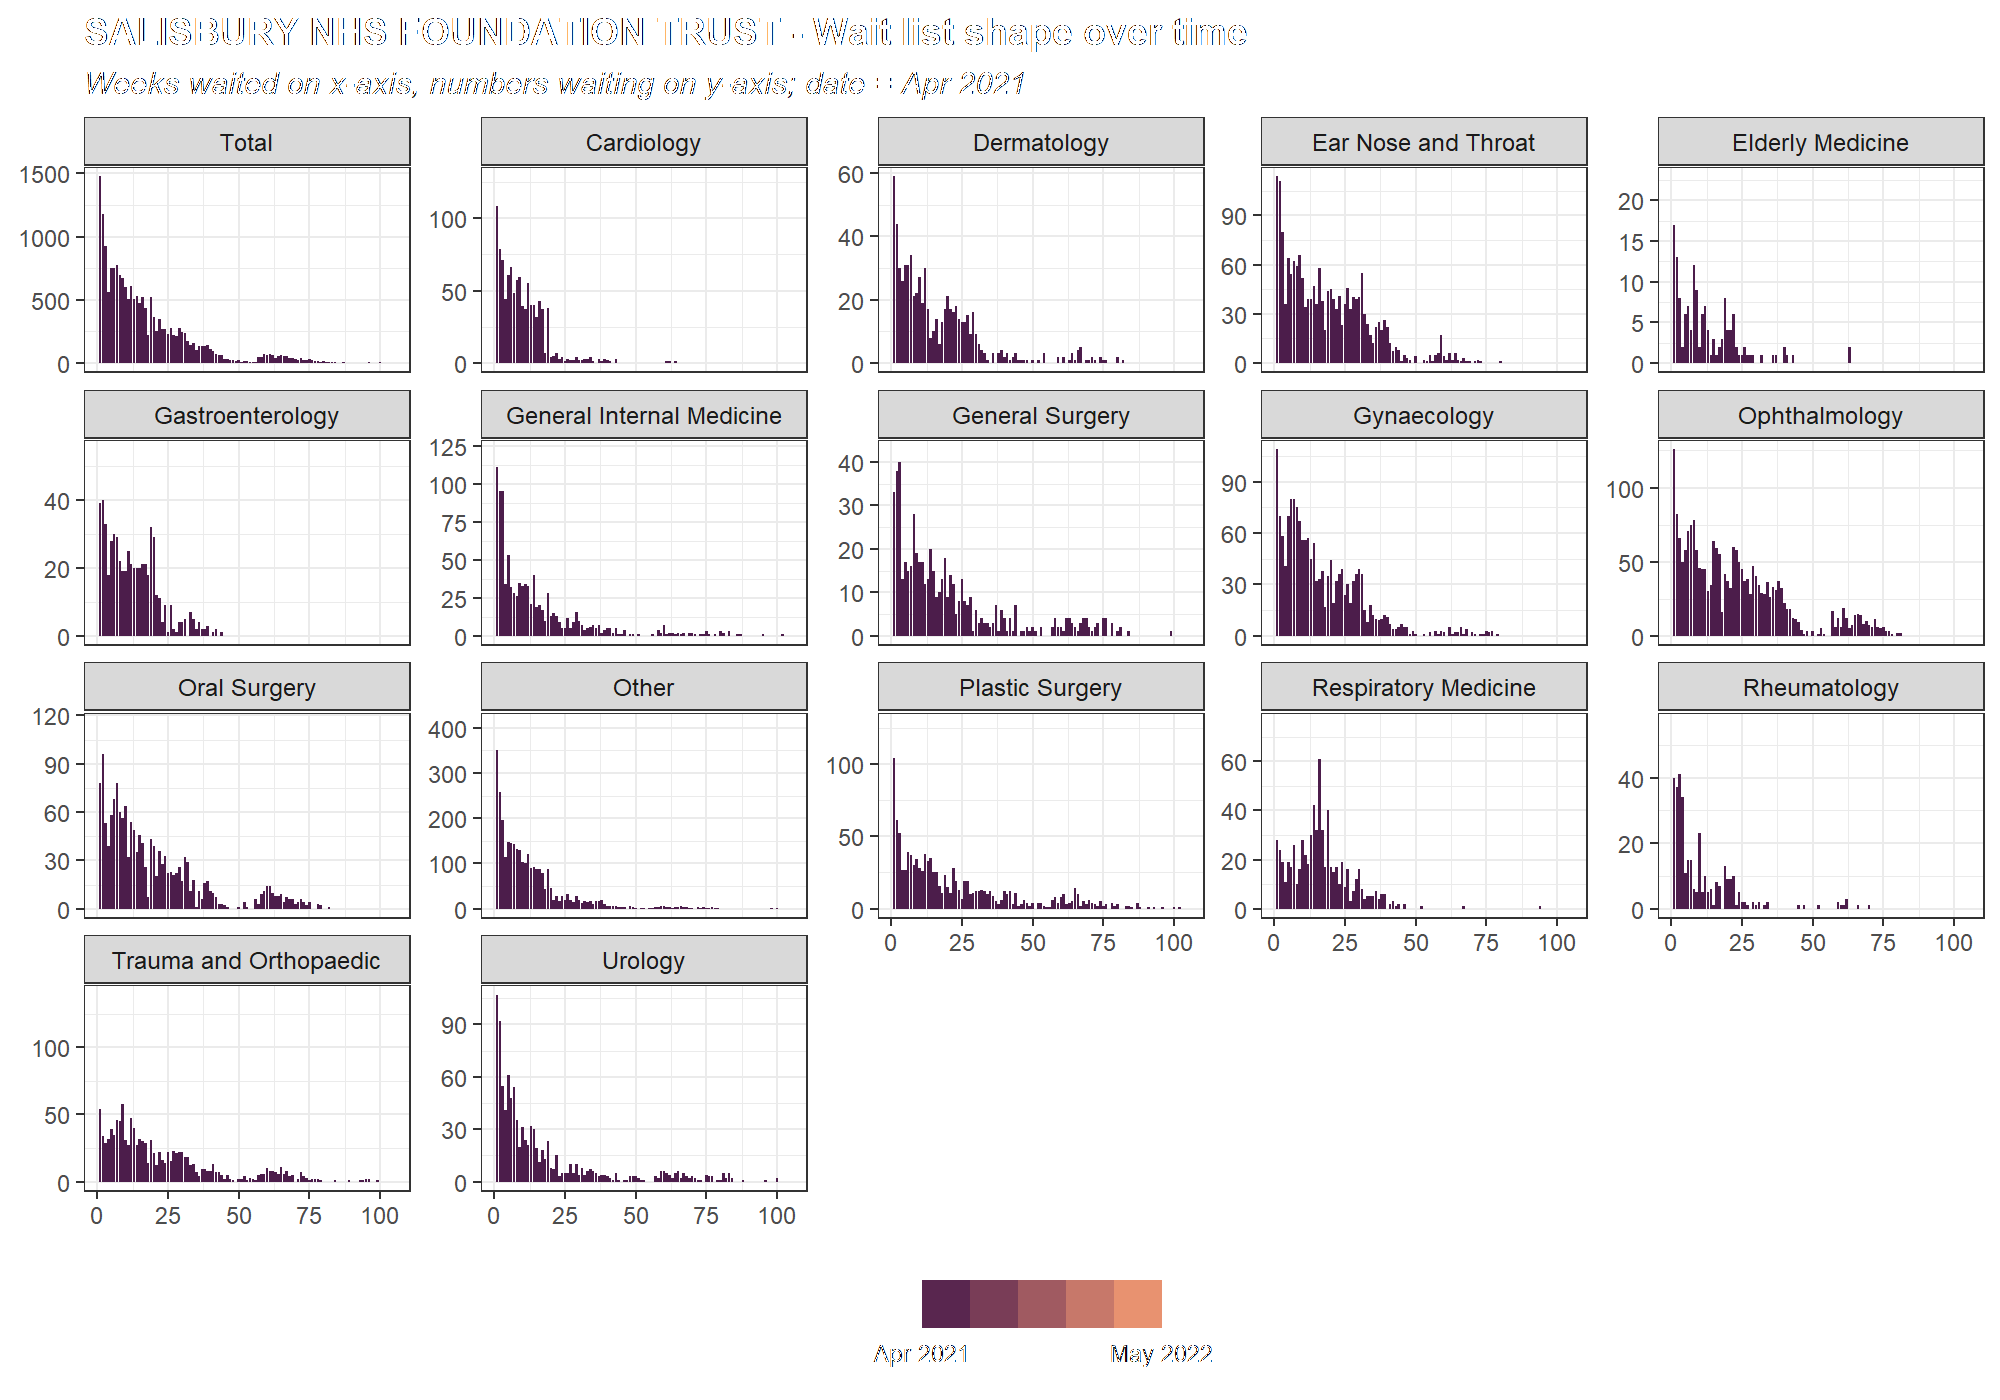 SALISBURY NHS FOUNDATION TRUST - Wait list shape over time
Weeks waited on x-axis, numbers waiting on y-axis; date = Apr 2021
Total Cardiology Dermatology Ear Nose and Throat Elderly Medicine
1500 1000 500 0
100 50 0
60 40 20 0
90 60 30 0
20 15 10 5 0
Gastroenterology General Internal Medicine General Surgery Gynaecology Ophthalmology
40 20 0
125 100 75 50 25 0
40 30 20 10 0
90 60 30 0
100 50 0
Oral Surgery Other Plastic Surgery Respiratory Medicine Rheumatology
120 90 60 30 0
400 300 200 100 0
100 50 0
60 40 20 0
40 20 0
0 25 50 75 100 0 25 50 75 100 0 25 50 75 100
Trauma and Orthopaedic Urology
100 50 0
90 60 30 0
0 25 50 75 100 0 25 50 75 100
Apr 2021 May 2022